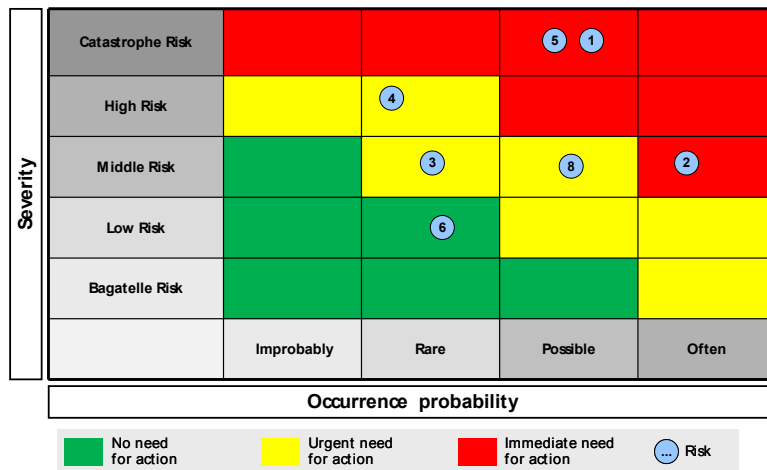 Severity
Catastrophe Risk
5 1
High Risk
4
Middle Risk
3 8 2
Low Risk
6
Bagatelle Risk
Improbably Rare Possible Often
Occurrence probability
No need
for action
Urgent need
for action
Immediate need
for action
... Risk